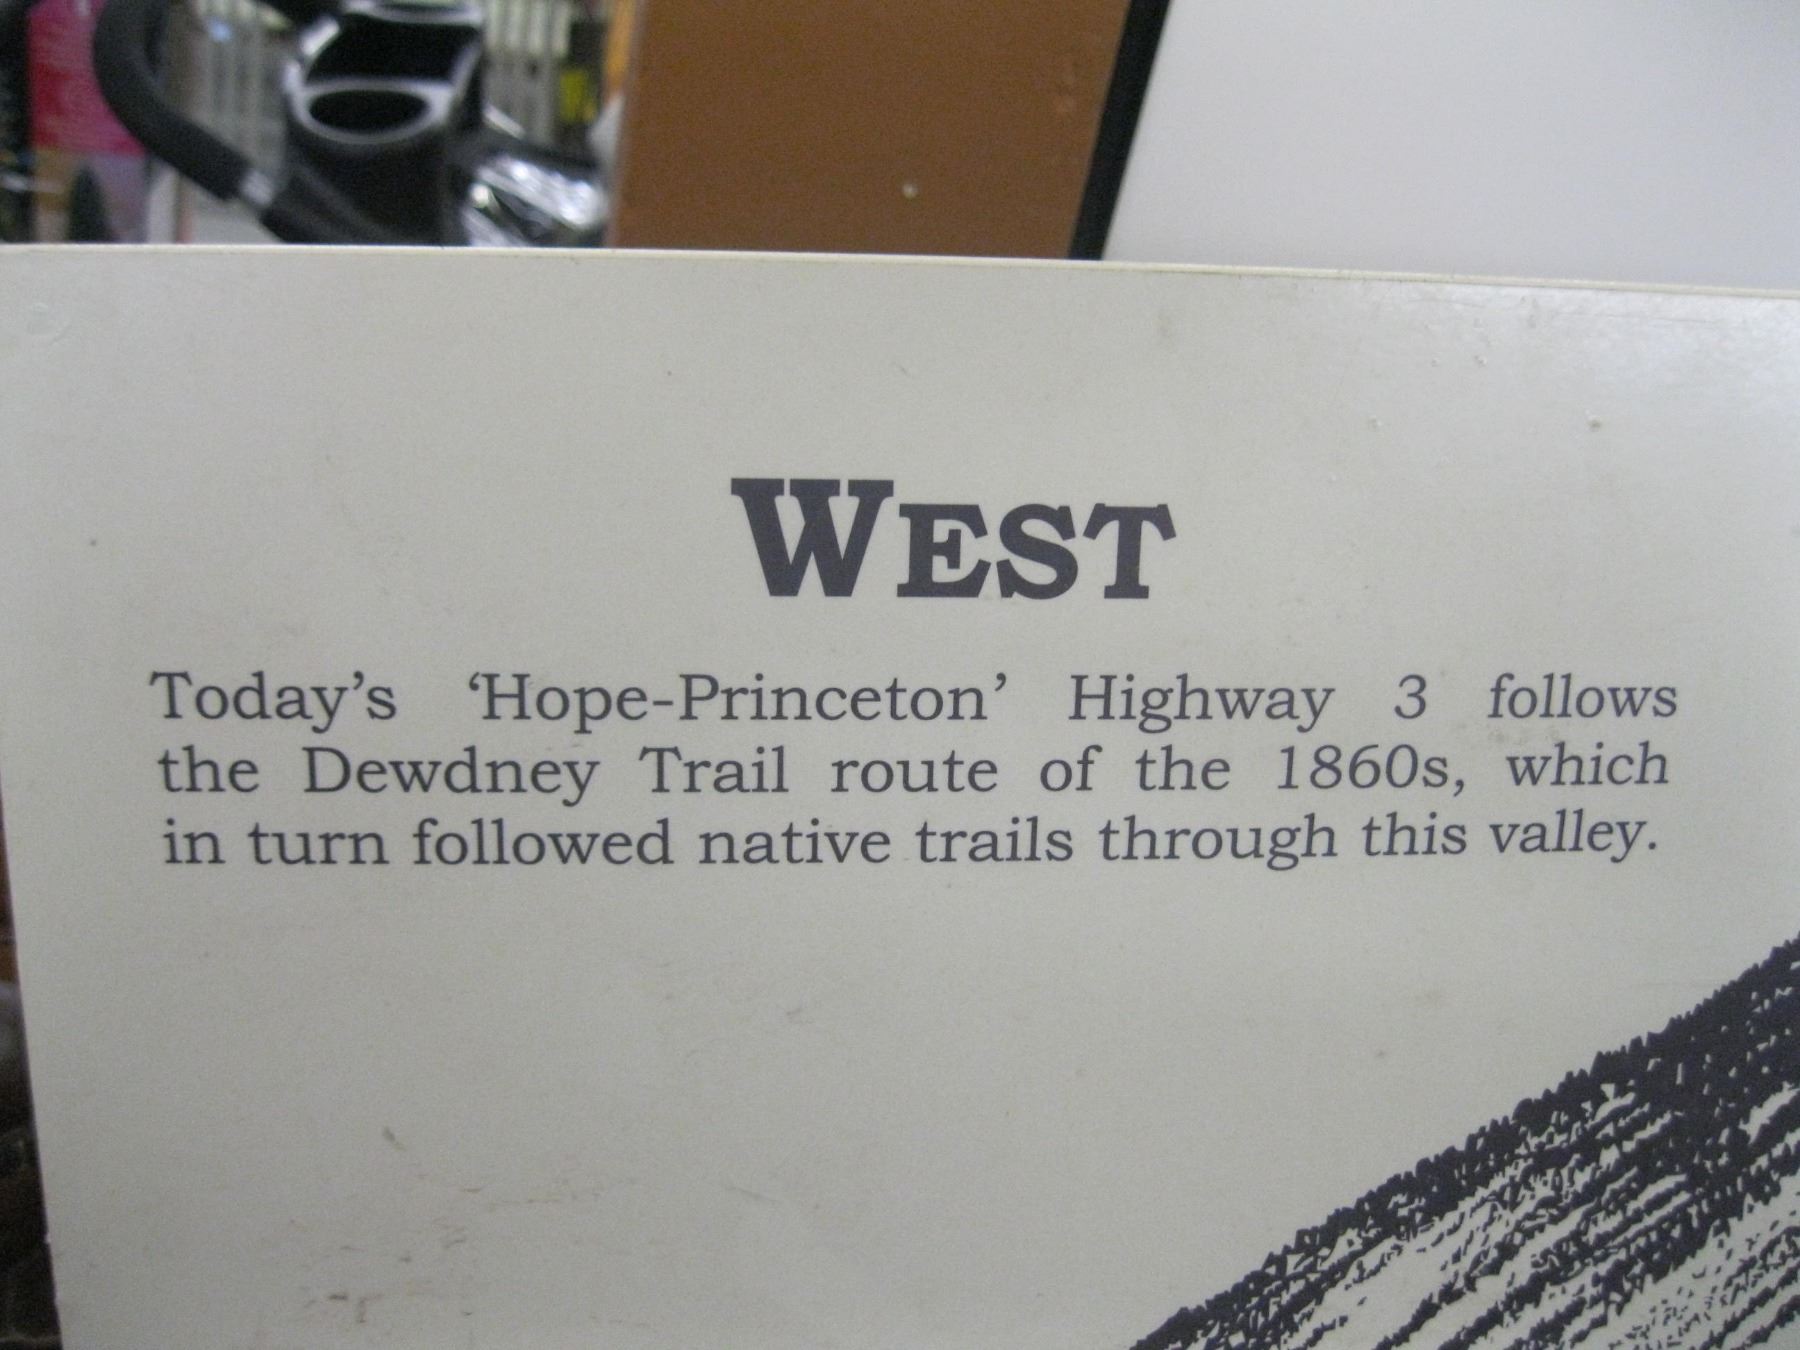 WEST
Today's 'Hope-Princeton' Highway 3 follows
the Dewdney Trail route of the 1860s, which
in turn followed native trails through this valley.